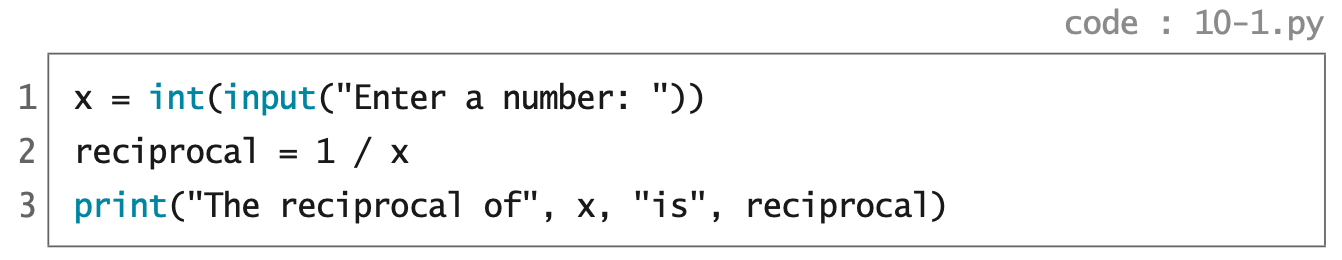 code : 10-1.py
1 x = int(input("Enter a number: "))
2 reciprocal = 1 / x
3 print("The reciprocal of", x, "is", reciprocal)